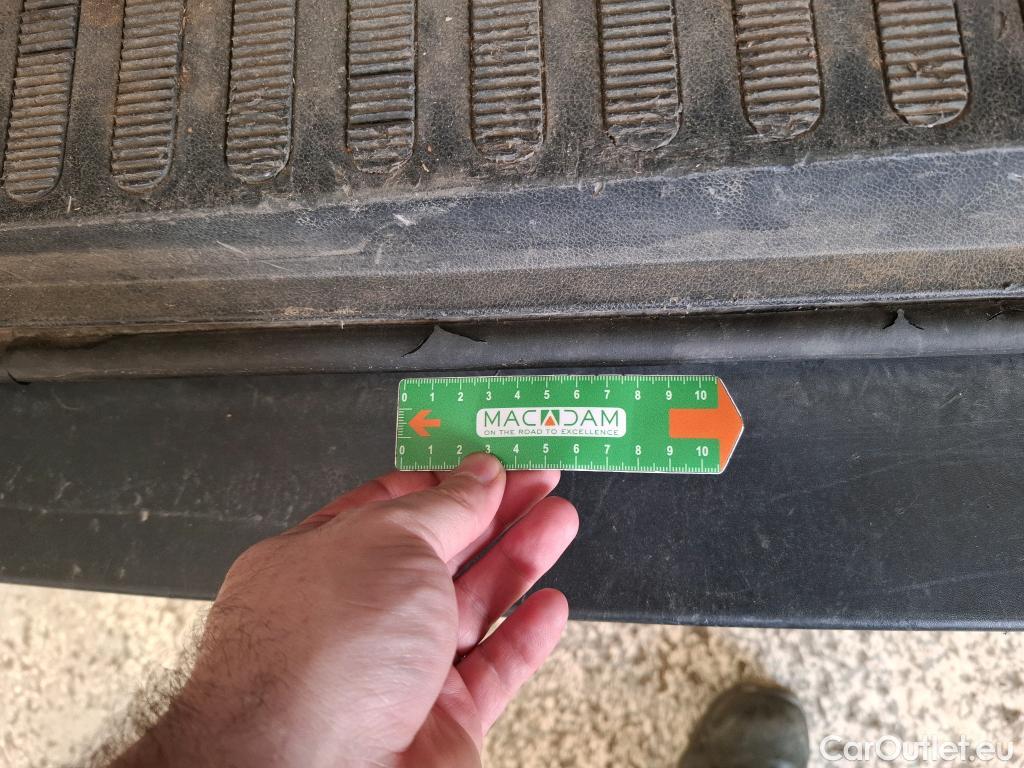 0 1 2 3 4 5 6 7 8 9 10
MACADAM
ON THE ROAD TO EXCELLENCE
0 1 2 3 4 5 6 7 8 9 10
CarOutlet.eu